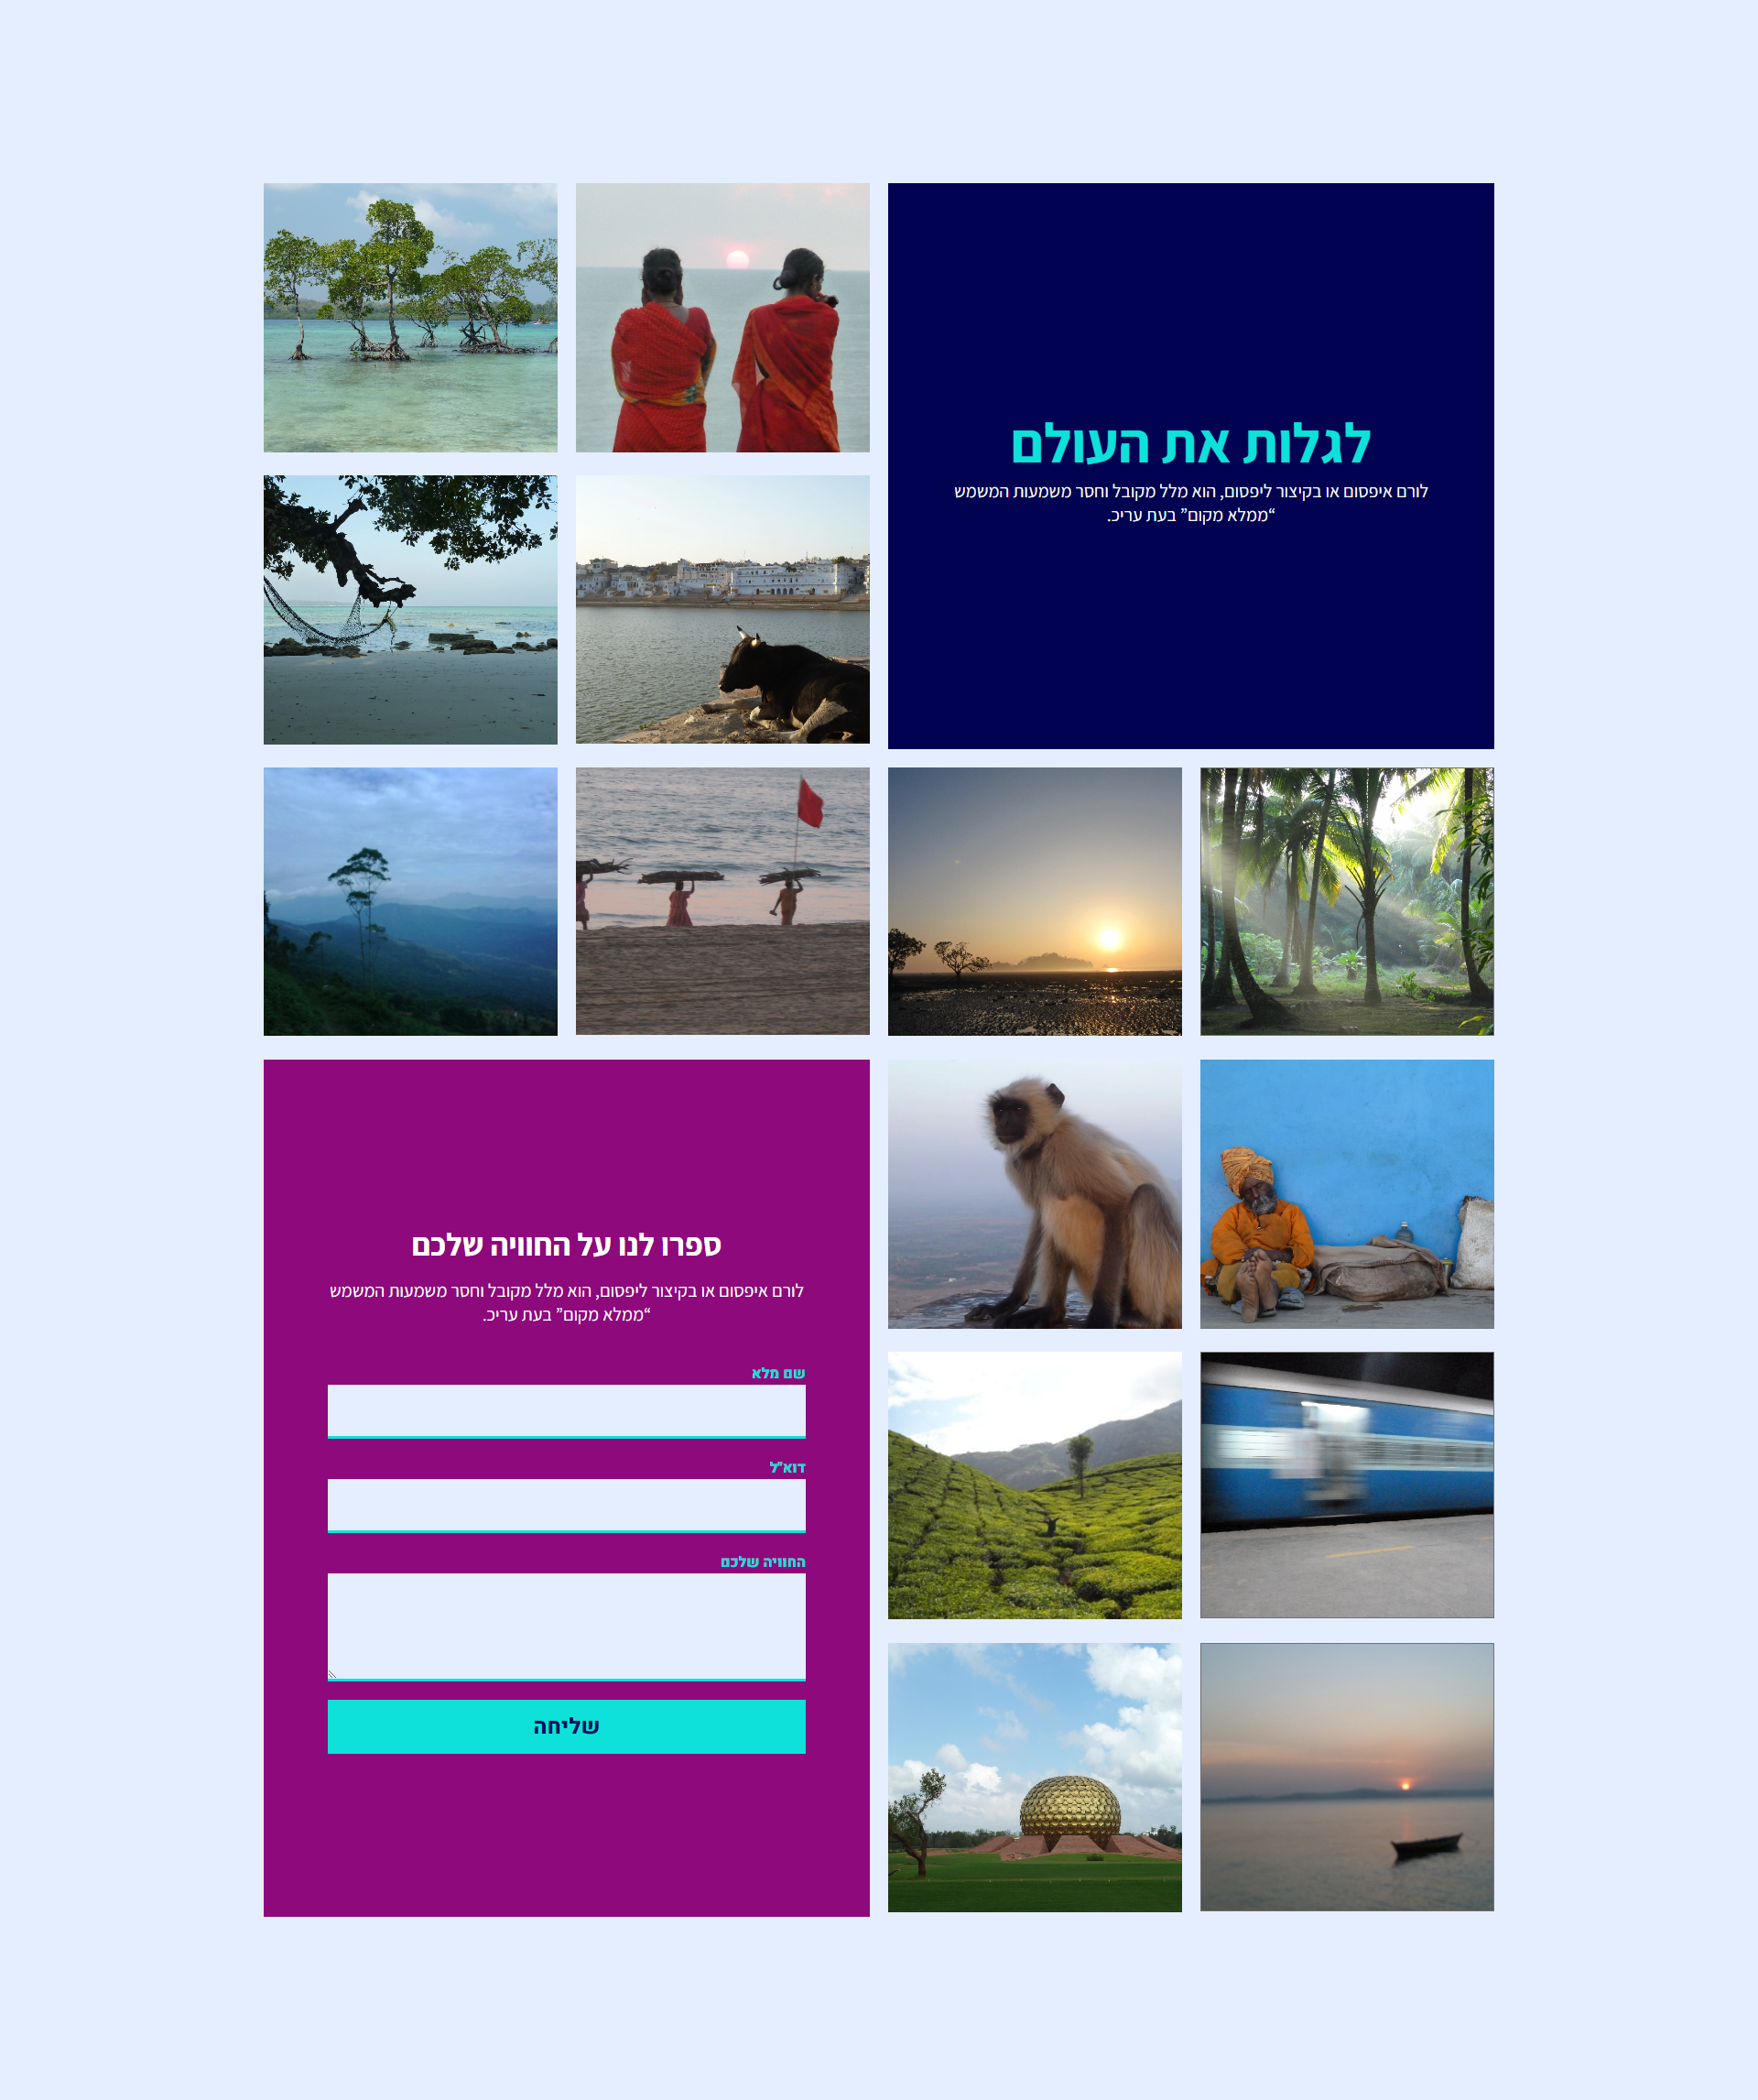 לגלות את העולם
לורם איפסום או בקיצור ליפסום, הוא מלל מקובל וחסר משמעות המשמש
“ממלא מקום” בעת עריכ.
ספרו לנו על החוויה שלכם
לורם איפסום או בקיצור ליפסום, הוא מלל מקובל וחסר משמעות המשמש
“ממלא מקום” בעת עריכ.
שם מלא
דוא"ל
החוויה שלכם
שליחה